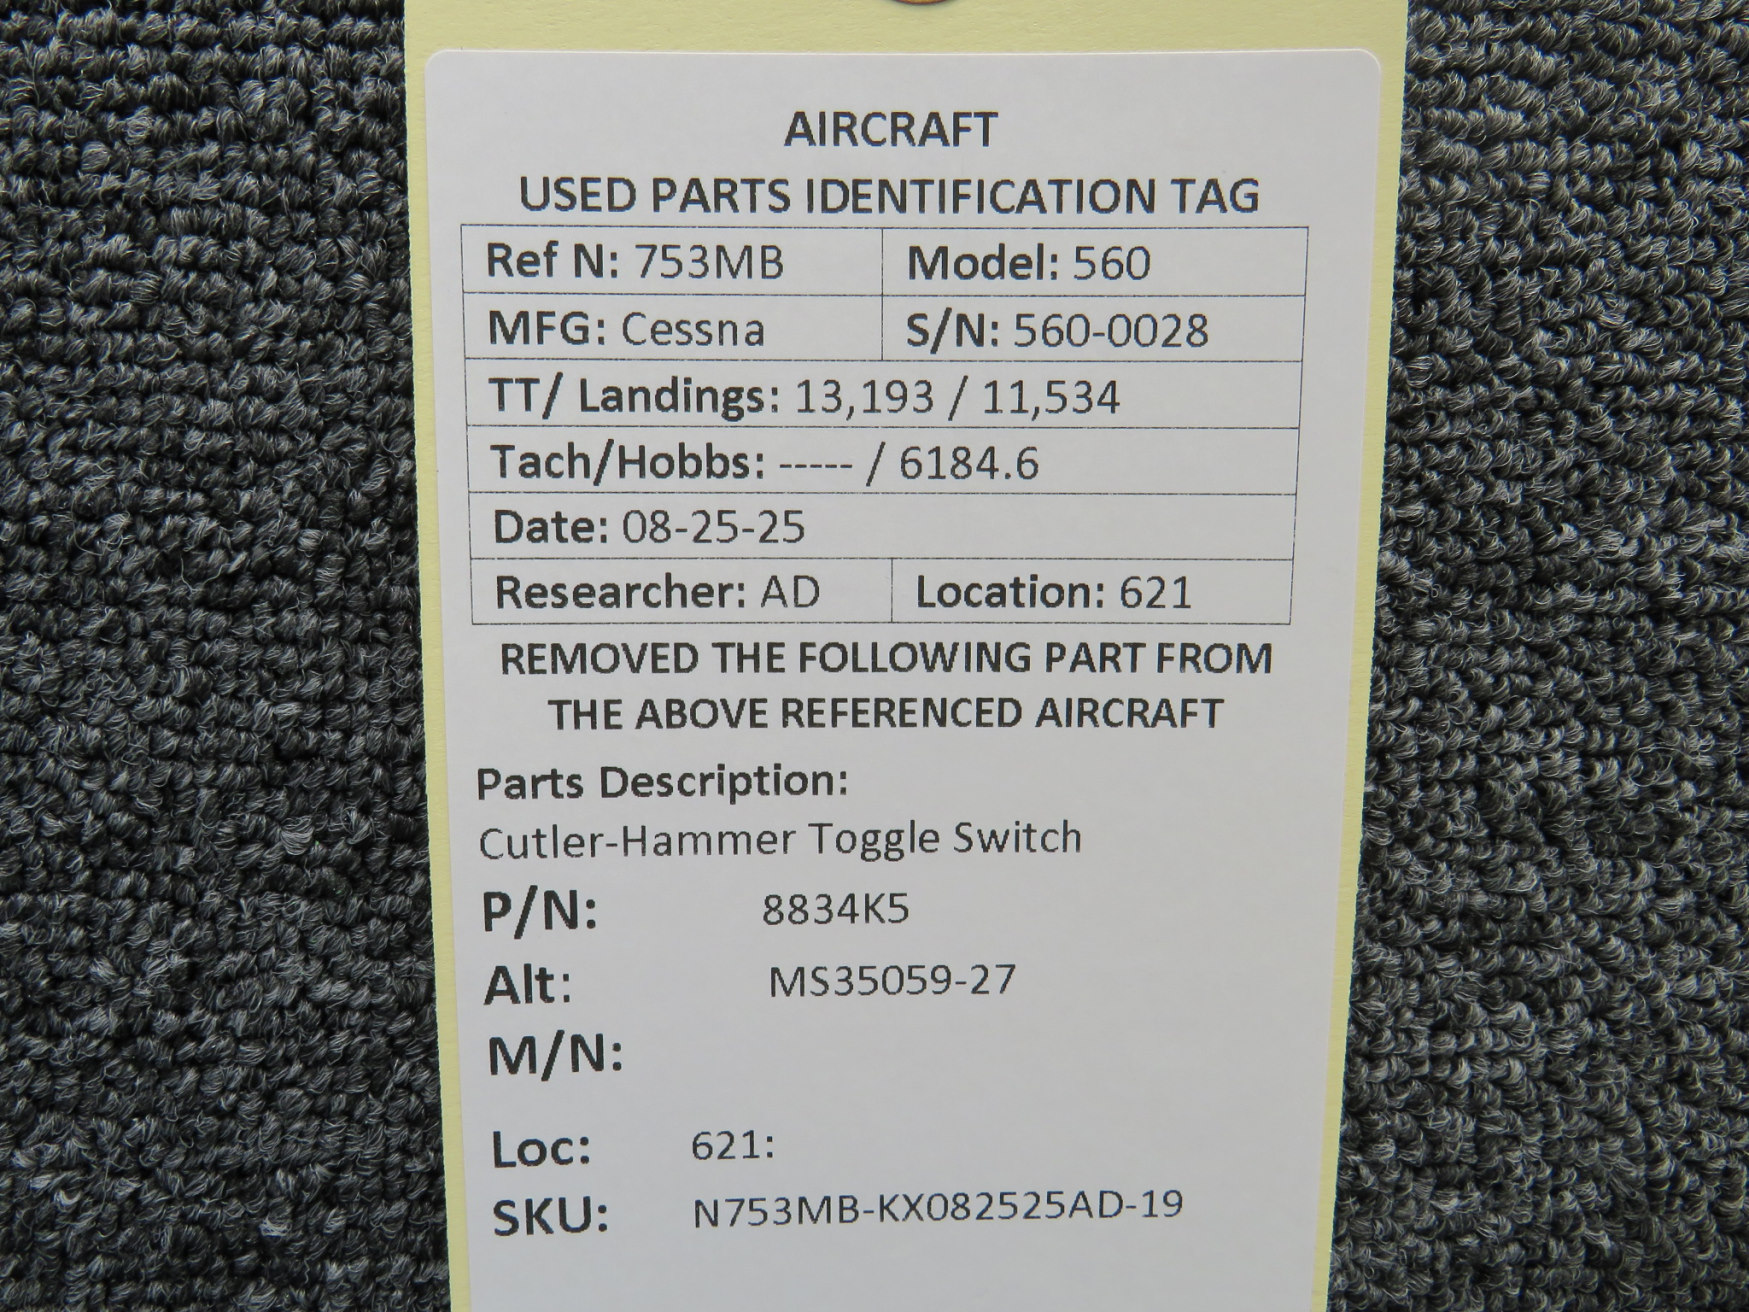 AIRCRAFT
USED PARTS IDENTIFICATION TAG
Ref N: 753MB Model: 560
MFG: Cessna S/N: 560-0028
TT/ Landings: 13,193 / 11,534
Tach/Hobbs: ----- / 6184.6
Date: 08-25-25
Researcher: AD Location: 621
REMOVED THE FOLLOWING PART FROM
THE ABOVE REFERENCED AIRCRAFT
Parts Description:
Cutler-Hammer Toggle Switch
P/N: 8834K5
Alt: MS35059-27
M/N:
Loc: 621:
SKU: N753MB-KX082525AD-19